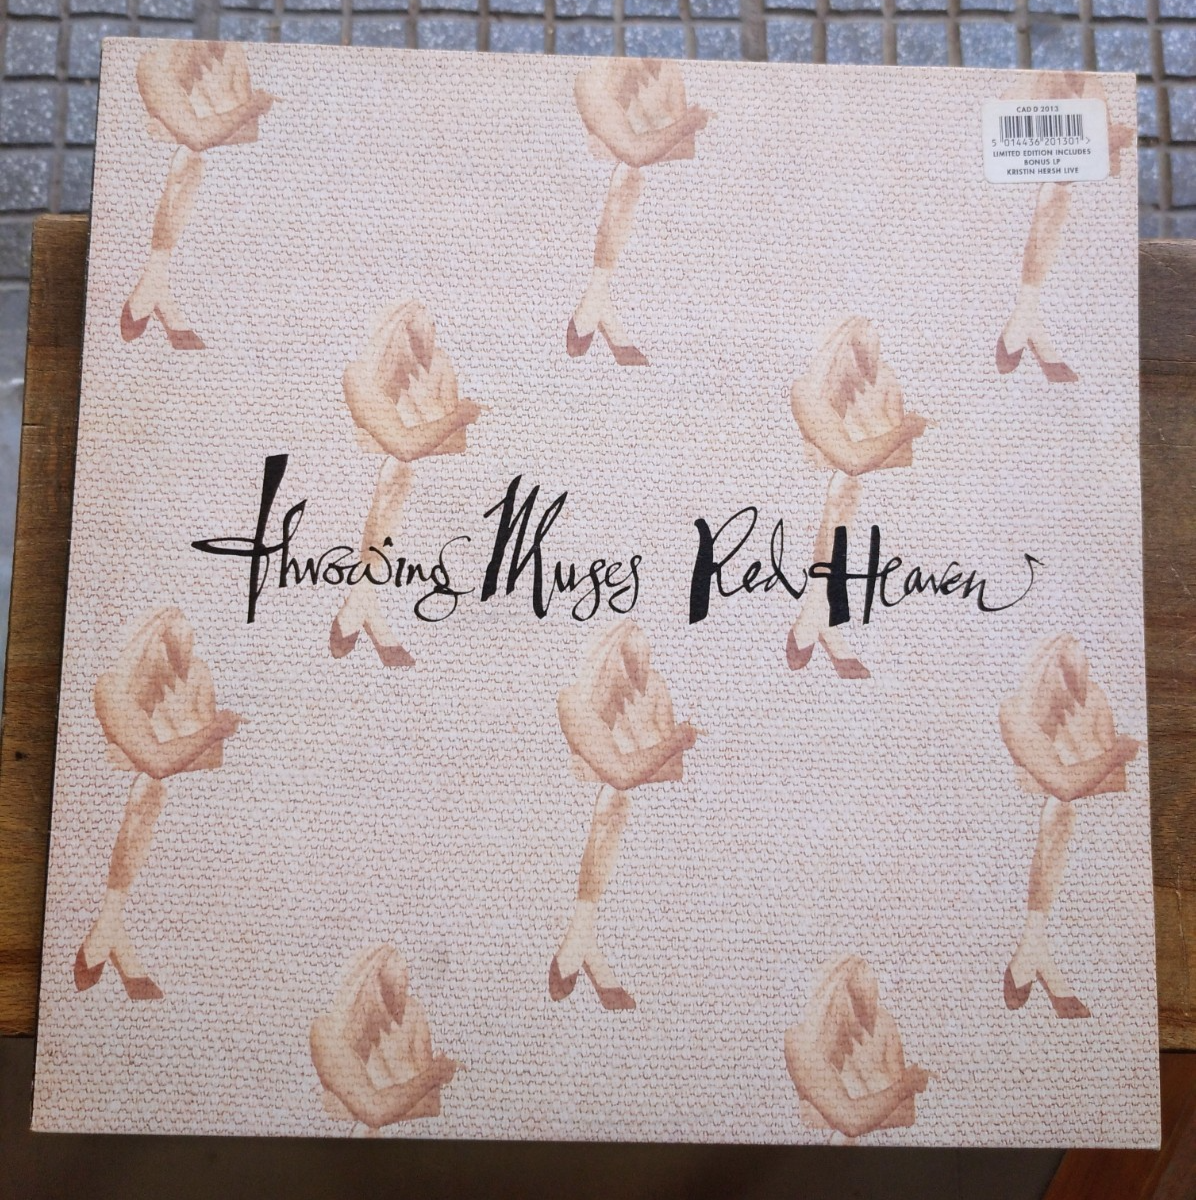 CAD D 2013
5 014436 201301 >
LIMITED EDITION INCLUDES
BONUS LP
KRISTIN HERSH LIVE
throwing Muses Red Heaven